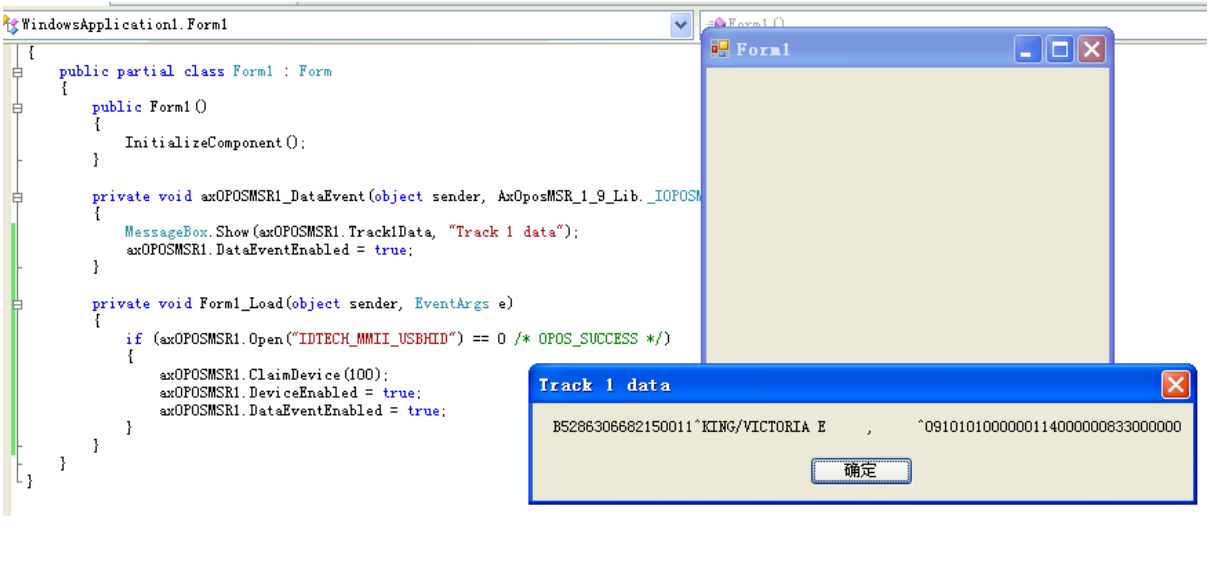 WindowsApplication1.Form1
Form1()
{
public partial class Form1 : Form
{
public Form1()
{
InitializeComponent();
}
private void axOPOSMSR1_DataEvent(object sender, AxOposMSR_1_9_Lib._IOPOSM
{
MessageBox.Show(axOPOSMSR1.Track1Data, "Track 1 data");
axOPOSMSR1.DataEventEnabled = true;
}
private void Form1_Load(object sender, EventArgs e)
{
if (axOPOSMSR1.Open("IDTECH_MMII_USBHID") == 0 /* OPOS_SUCCESS */)
{
axOPOSMSR1.ClaimDevice(100);
axOPOSMSR1.DeviceEnabled = true;
axOPOSMSR1.DataEventEnabled = true;
}
}
}
}
Form1
Track 1 data
B5286306682150011^KING/VICTORIA E , ^0910101000000114000000833000000
确定